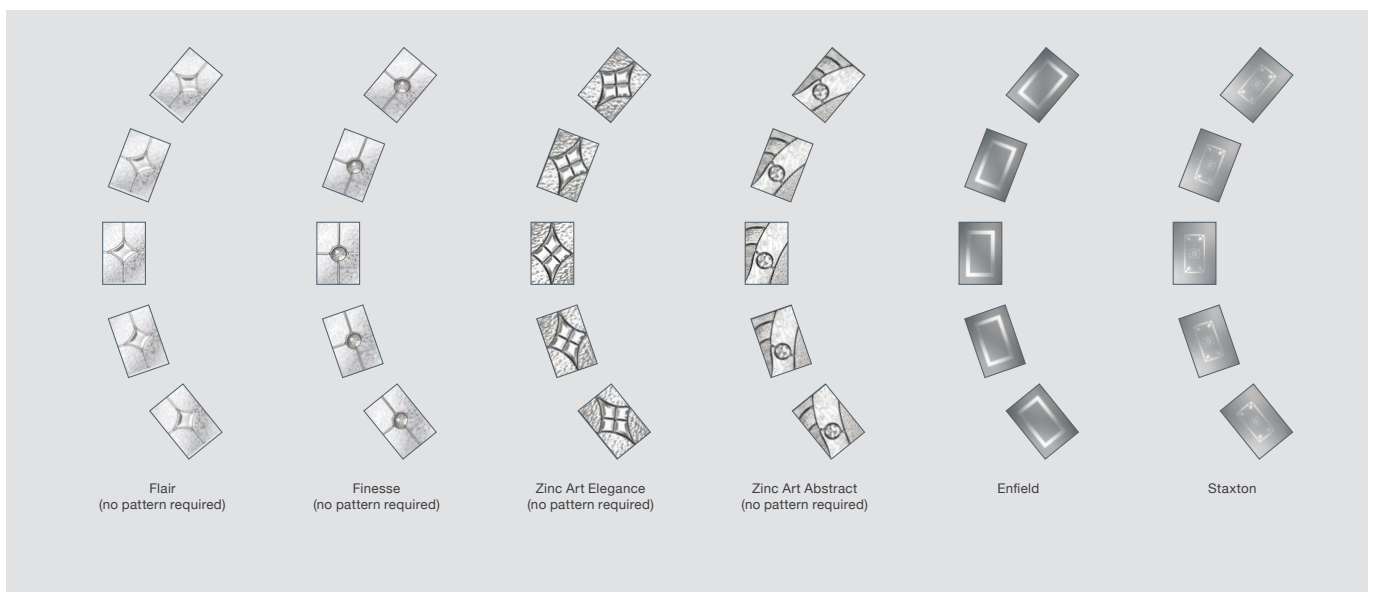 Flair
(no pattern required)
Finesse
(no pattern required)
Zinc Art Elegance
(no pattern required)
Zinc Art Abstract
(no pattern required)
Enfield
Staxton